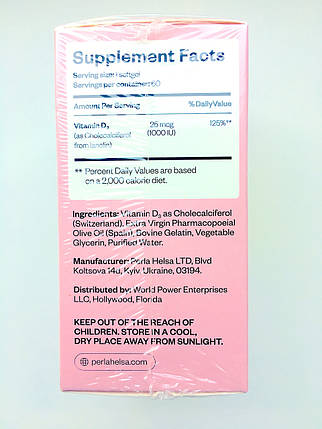 Supplement Facts
Serving size: 1 softgel
Servings per container: 60
Amount Per Serving %DailyValue
Vitamin D₃ 25 mcg 125%**
(as Cholecalciferol (1000 IU)
from lanolin)
** Percent Daily Values are based
on a 2,000 calorie diet.
Ingredients: Vitamin D₃ as Cholecalciferol
(Switzerland), Extra Virgin Pharmacopoeial
Olive Oil (Spain), Bovine Gelatin, Vegetable
Glycerin, Purified Water.
Manufacturer: Perla Helsa LTD, Blvd
Koltsova 14u, Kyiv, Ukraine, 03194.
Distributed by: World Power Enterprises
LLC, Hollywood, Florida
KEEP OUT OF THE REACH OF
CHILDREN. STORE IN A COOL,
DRY PLACE AWAY FROM SUNLIGHT.
perlahelsa.com